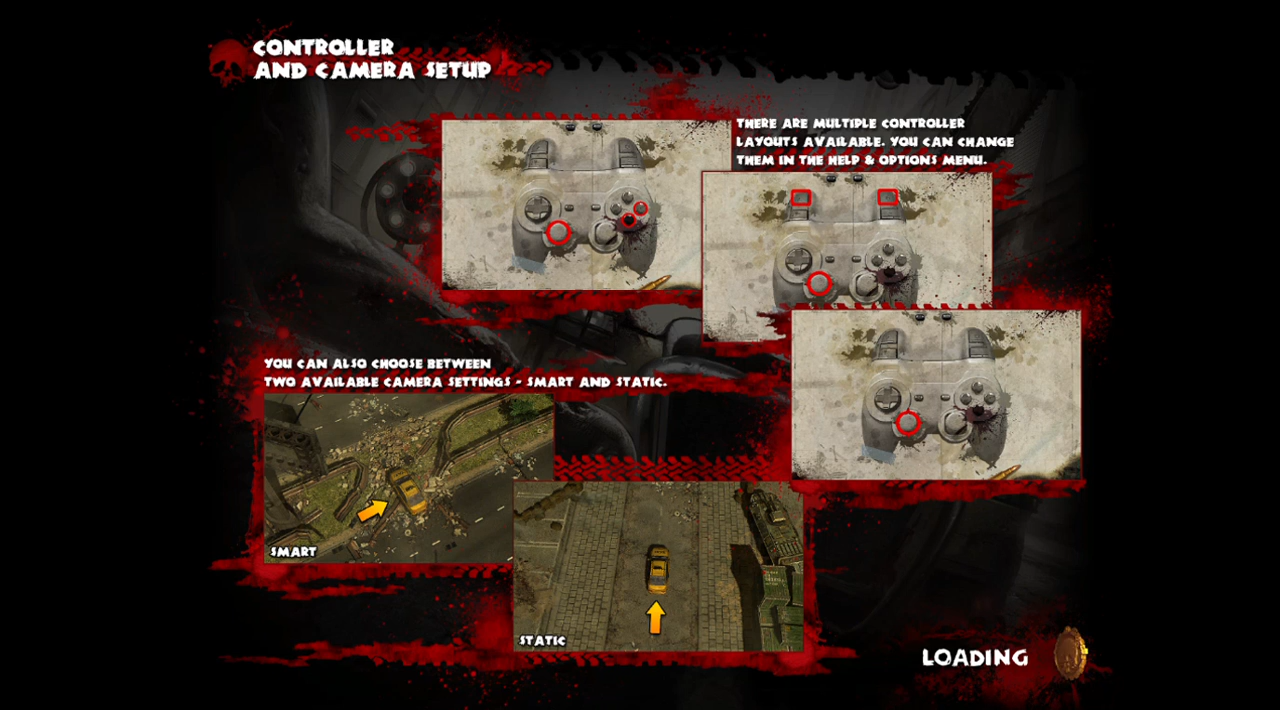 CONTROLLER
AND CAMERA SETUP
THERE ARE MULTIPLE CONTROLLER
LAYOUTS AVAILABLE. YOU CAN CHANGE
THEM IN THE HELP & OPTIONS MENU.
YOU CAN ALSO CHOOSE BETWEEN
TWO AVAILABLE CAMERA SETTINGS - SMART AND STATIC.
SMART
STATIC
LOADING